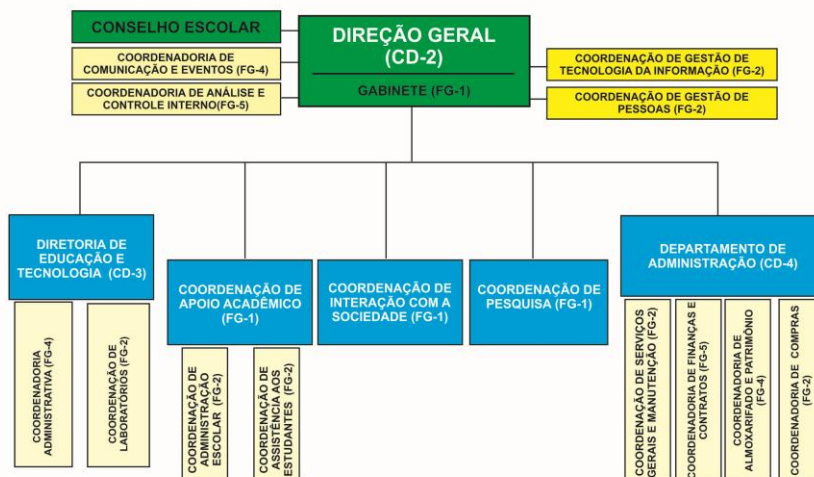 CONSELHO ESCOLAR
COORDENADORIA DE
COMUNICAÇÃO E EVENTOS (FG-4)
COORDENADORIA DE ANÁLISE E
CONTROLE INTERNO(FG-5)
DIREÇÃO GERAL
(CD-2)
GABINETE (FG-1)
COORDENAÇÃO DE GESTÃO DE
TECNOLOGIA DA INFORMAÇÃO (FG-2)
COORDENAÇÃO DE GESTÃO DE
PESSOAS (FG-2)
DIRETORIA DE
EDUCAÇÃO E
TECNOLOGIA (CD-3)
COORDENADORIA
ADMINISTRATIVA (FG-4)
COORDENAÇÃO DE
LABORATÓRIOS (FG-2)
COORDENAÇÃO DE
APOIO ACADÊMICO
(FG-1)
COORDENAÇÃO DE
ADMINISTRAÇÃO
ESCOLAR (FG-2)
COORDENAÇÃO DE
ASSISTÊNCIA AOS
ESTUDANTES (FG-2)
COORDENAÇÃO DE
INTERAÇÃO COM A
SOCIEDADE (FG-1)
COORDENAÇÃO DE
PESQUISA (FG-1)
DEPARTAMENTO DE
ADMINISTRAÇÃO (CD-4)
COORDENAÇÃO DE SERVIÇOS
GERAIS E MANUTENÇÃO (FG-2)
COORDENADORIA DE FINANÇAS E
CONTRATOS (FG-5)
COORDENADORIA DE
ALMOXARIFADO E PATRIMÔNIO
(FG-4)
COORDENADORIA DE COMPRAS
(FG-2)